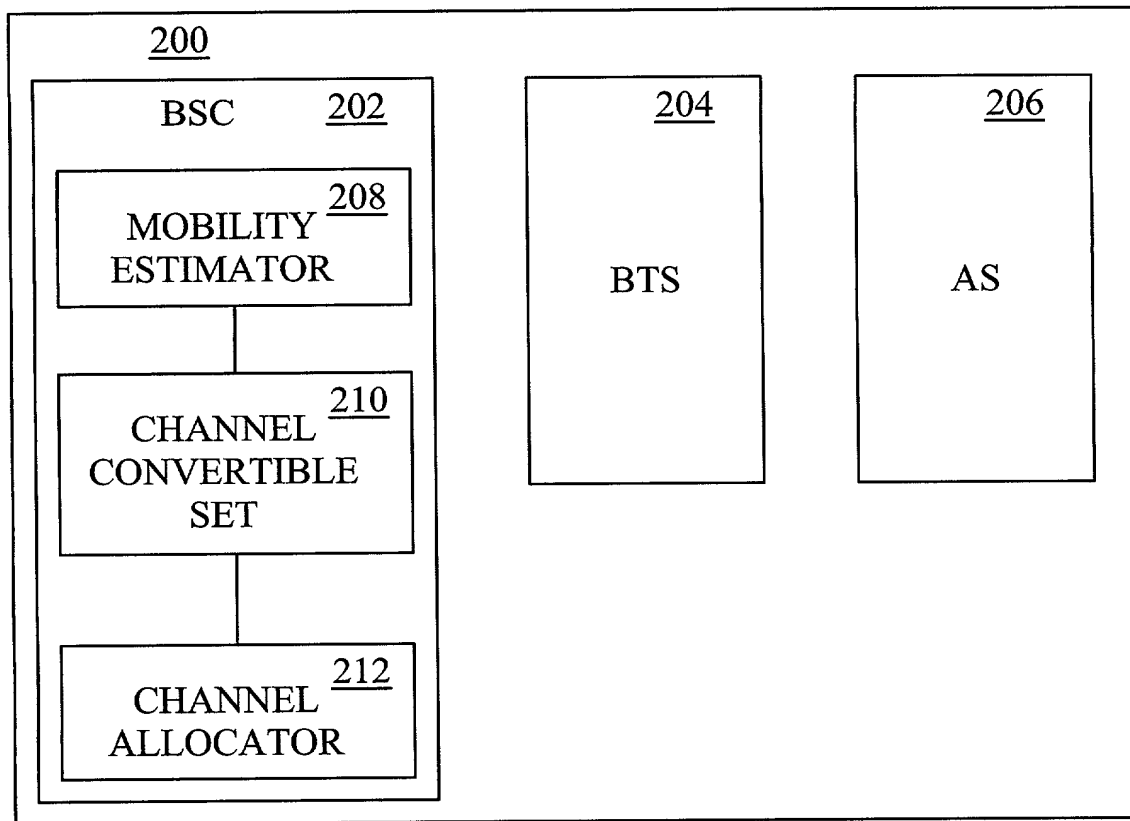 200
BSC 202
208
MOBILITY
ESTIMATOR
210
CHANNEL
CONVERTIBLE
SET
212
CHANNEL
ALLOCATOR
204
BTS
206
AS